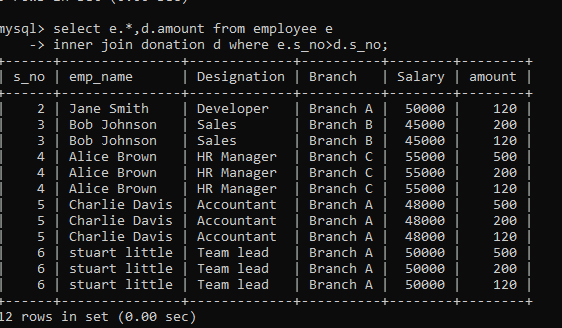 rows in set (0.00 sec)
mysql> select e.*,d.amount from employee e
    -> inner join donation d where e.s_no>d.s_no;
+------+---------------+-------------+----------+--------+--------+
| s_no | emp_name      | Designation | Branch   | Salary | amount |
+------+---------------+-------------+----------+--------+--------+
|    2 | Jane Smith    | Developer   | Branch A |  50000 |    120 |
|    3 | Bob Johnson   | Sales       | Branch B |  45000 |    200 |
|    3 | Bob Johnson   | Sales       | Branch B |  45000 |    120 |
|    4 | Alice Brown   | HR Manager  | Branch C |  55000 |    500 |
|    4 | Alice Brown   | HR Manager  | Branch C |  55000 |    200 |
|    4 | Alice Brown   | HR Manager  | Branch C |  55000 |    120 |
|    5 | Charlie Davis | Accountant  | Branch A |  48000 |    500 |
|    5 | Charlie Davis | Accountant  | Branch A |  48000 |    200 |
|    5 | Charlie Davis | Accountant  | Branch A |  48000 |    120 |
|    6 | stuart little | Team lead   | Branch A |  50000 |    500 |
|    6 | stuart little | Team lead   | Branch A |  50000 |    200 |
|    6 | stuart little | Team lead   | Branch A |  50000 |    120 |
+------+---------------+-------------+----------+--------+--------+
12 rows in set (0.00 sec)